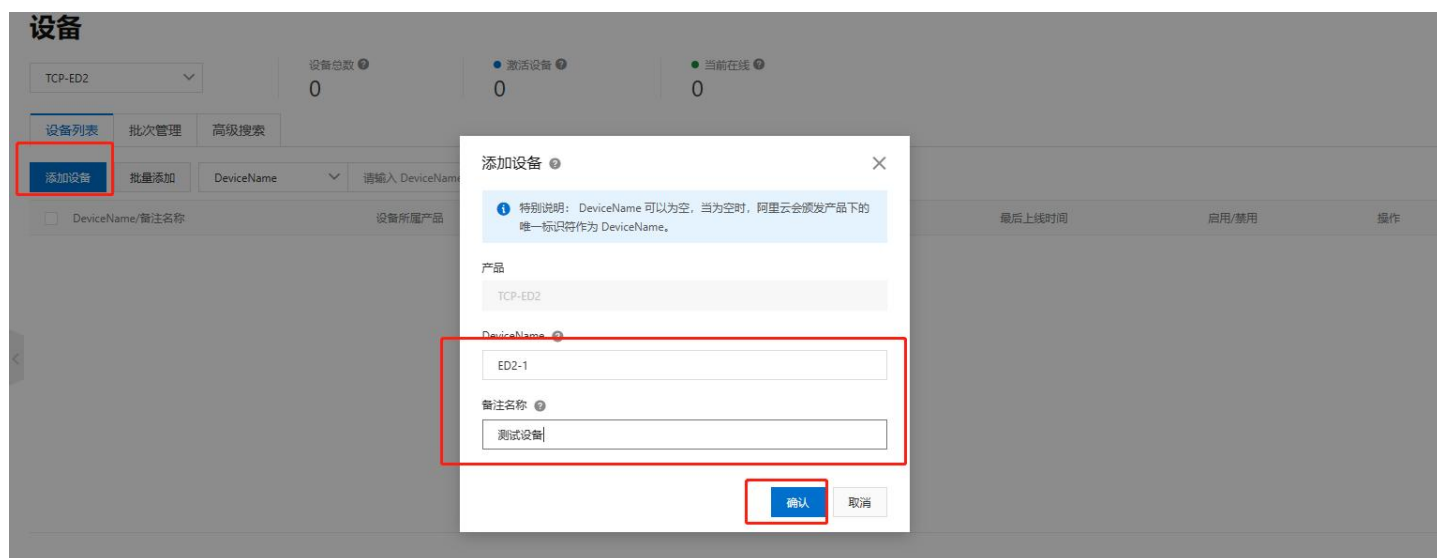 设备
TCP-ED2
设备总数
0
激活设备
0
当前在线
0
设备列表 批次管理 高级搜索
添加设备 批量添加 DeviceName 请输入 DeviceName
DeviceName/备注名称 设备所属产品 最后上线时间 启用/禁用 操作
添加设备
特别说明： DeviceName 可以为空，当为空时，阿里云会颁发产品下的
唯一标识符作为 DeviceName。
产品
TCP-ED2
DeviceName
ED2-1
备注名称
测试设备
确认 取消